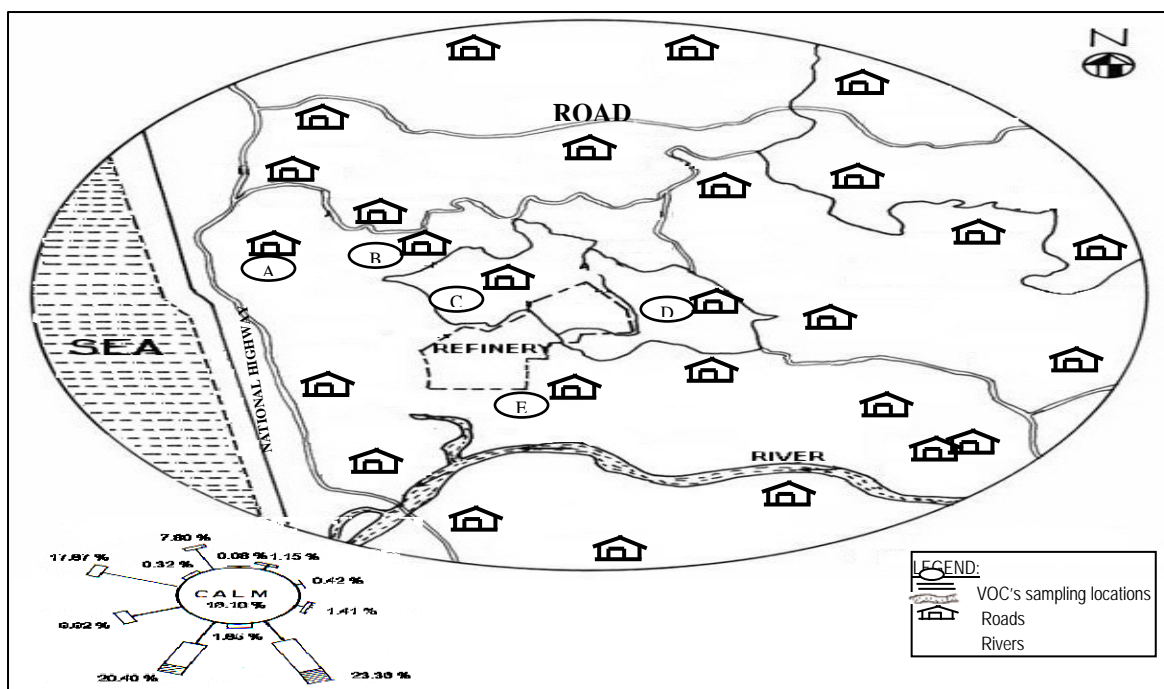 N
ROAD
A
B
C
D
SEA
NATIONAL HIGHWAY
REFINERY
E
RIVER
7.80 %
17.87 %
0.08 %
1.15 %
0.32 %
0.42 %
CALM
1.41 %
1.85 %
20.40 %
23.30 %
LEGEND:
VOC's sampling locations
Roads
Rivers